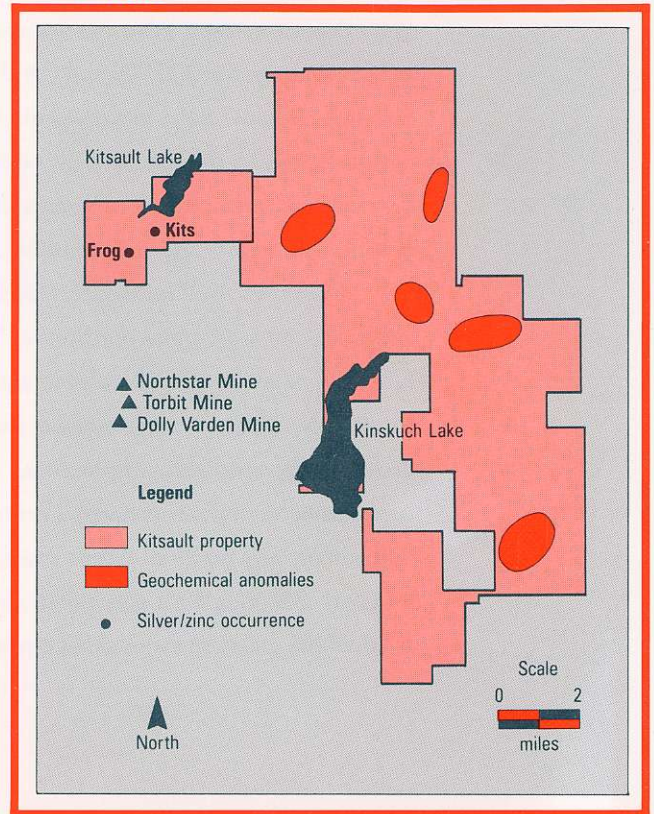 Kitsault Lake
Kits
Frog
Northstar Mine
Torbit Mine
Dolly Varden Mine
Kinskuch Lake
Legend
Kitsault property
Geochemical anomalies
Silver/zinc occurrence
Scale
0 2
miles
North